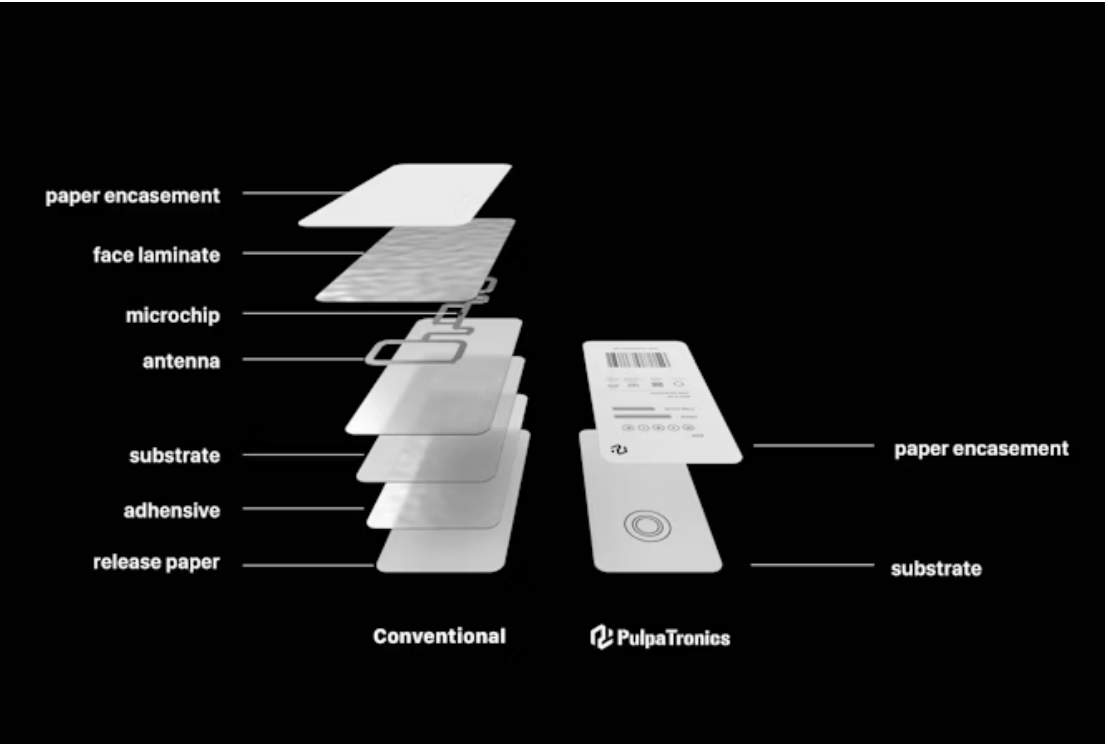 paper encasement
face laminate
microchip
antenna
substrate
adhensive
release paper
paper encasement
substrate
Conventional
PulpaTronics